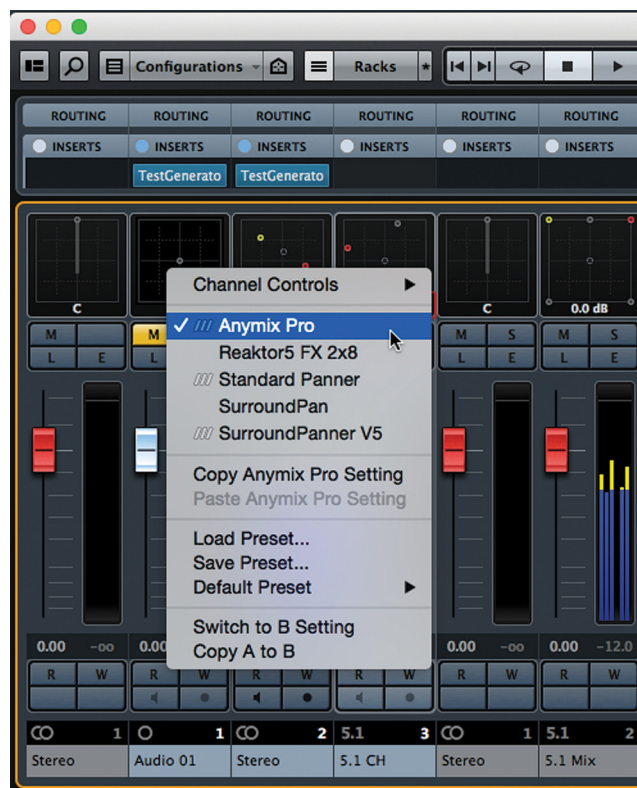 Configurations Racks *
ROUTING ROUTING ROUTING ROUTING ROUTING ROUTING
INSERTS INSERTS INSERTS INSERTS INSERTS INSERTS
TestGenerato TestGenerato
C C 0.0 dB
M M M S M S
L E L L E L E
Channel Controls
Anymix Pro
Reaktor5 FX 2x8
Standard Panner
SurroundPan
SurroundPanner V5
Copy Anymix Pro Setting
Paste Anymix Pro Setting
Load Preset...
Save Preset...
Default Preset
Switch to B Setting
Copy A to B
0.00 -oo 0.00 0.00 -oo 0.00 -12.0
R W R W R W R W R W R W
1 1 2 5.1 3 1 5.1 2
Stereo Audio 01 Stereo 5.1 CH Stereo 5.1 Mix